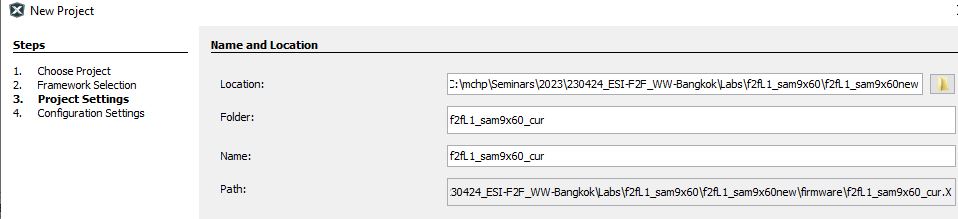 New Project
Steps
1. Choose Project
2. Framework Selection
3. Project Settings
4. Configuration Settings
Name and Location
Location: C:\mchp\Seminars\2023\230424_ESI-F2F_WW-Bangkok\Labs\f2fL1_sam9x60\f2fL1_sam9x60new
Folder: f2fL1_sam9x60_cur
Name: f2fL1_sam9x60_cur
Path: 30424_ESI-F2F_WW-Bangkok\Labs\f2fL1_sam9x60\f2fL1_sam9x60new\firmware\f2fL1_sam9x60_cur.X